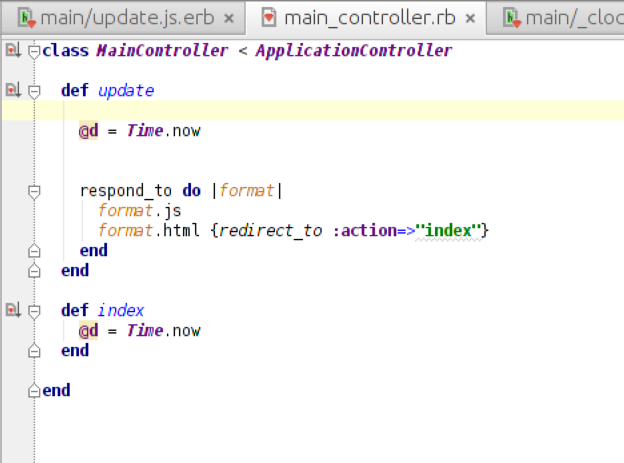 main/update.js.erb × main_controller.rb × main/_cloc
class MainController < ApplicationController
def update
@d = Time.now
respond_to do |format|
format.js
format.html {redirect_to :action=>"index"}
end
end
def index
@d = Time.now
end
end